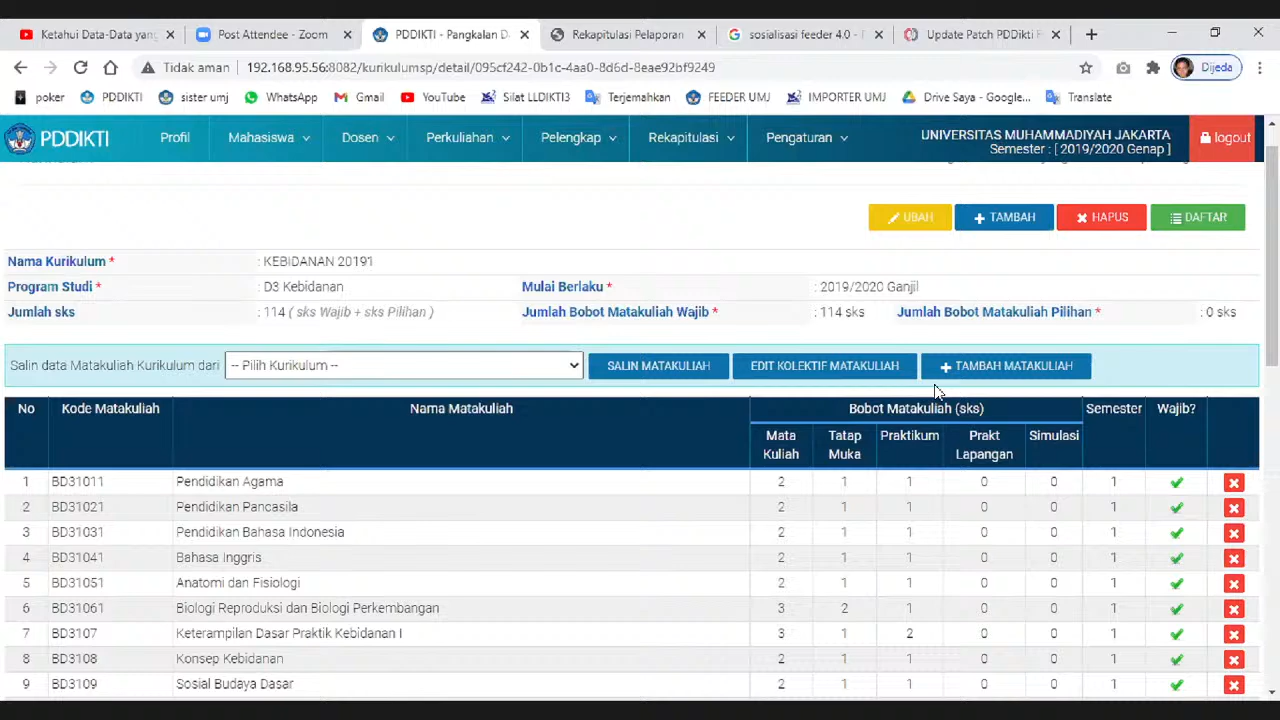 Ketahui Data-Data yang
Post Attendee - Zoom
PDDIKTI - Pangkalan D
Rekapitulasi Pelaporan
sosialisasi feeder 4.0 -
Update Patch PDDikti
Tidak aman
192.168.95.56:8082/kurikulumsp/detail/095cf242-0b1c-4aa0-8d6d-8eae92bf9249
Dijeda
poker
PDDIKTI
sister umj
WhatsApp
Gmail
YouTube
Silat LLDIKTI3
Terjemahkan
FEEDER UMJ
IMPORTER UMJ
Drive Saya - Google...
Translate
PDDIKTI
Profil
Mahasiswa
Dosen
Perkuliahan
Pelengkap
Rekapitulasi
Pengaturan
UNIVERSITAS MUHAMMADIYAH JAKARTA
Semester : [ 2019/2020 Genap ]
logout
UBAH
TAMBAH
HAPUS
DAFTAR
Nama Kurikulum * : KEBIDANAN 20191
Program Studi * : D3 Kebidanan Mulai Berlaku * : 2019/2020 Ganjil
Jumlah sks : 114 ( sks Wajib + sks Pilihan ) Jumlah Bobot Matakuliah Wajib * : 114 sks Jumlah Bobot Matakuliah Pilihan * : 0 sks
Salin data Matakuliah Kurikulum dari -- Pilih Kurikulum -- SALIN MATAKULIAH EDIT KOLEKTIF MATAKULIAH TAMBAH MATAKULIAH
No Kode Matakuliah Nama Matakuliah Bobot Matakuliah (sks) Semester Wajib?
Mata Kuliah Tatap Muka Praktikum Prakt Lapangan Simulasi
1 BD31011 Pendidikan Agama 2 1 1 0 0 1
2 BD31021 Pendidikan Pancasila 2 1 1 0 0 1
3 BD31031 Pendidikan Bahasa Indonesia 2 1 1 0 0 1
4 BD31041 Bahasa Inggris 2 1 1 0 0 1
5 BD31051 Anatomi dan Fisiologi 2 1 1 0 0 1
6 BD31061 Biologi Reproduksi dan Biologi Perkembangan 3 2 1 0 0 1
7 BD3107 Keterampilan Dasar Praktik Kebidanan I 3 1 2 0 0 1
8 BD3108 Konsep Kebidanan 2 1 1 0 0 1
9 BD3109 Sosial Budaya Dasar 2 1 1 0 0 1